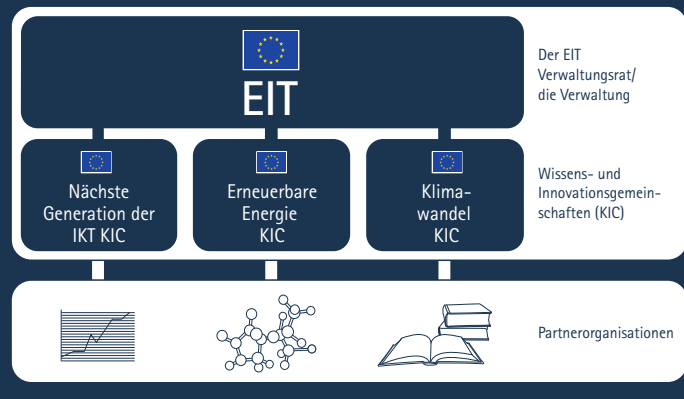 EIT
Der EIT
Verwaltungsrat/
die Verwaltung
Nächste
Generation der
IKT KIC
Erneuerbare
Energie
KIC
Klima-
wandel
KIC
Wissens- und
Innovationsgemein-
schaften (KIC)
Partnerorganisationen